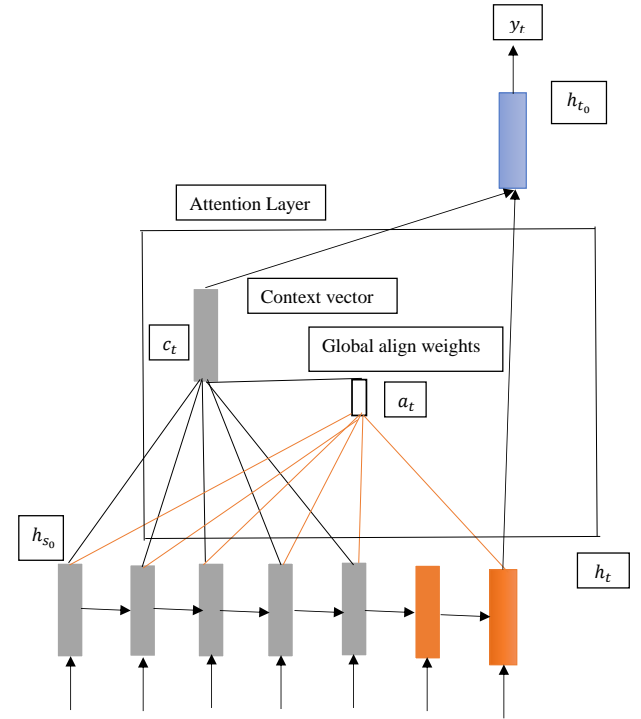 y_t
h_{t_0}
Attention Layer
Context vector
c_t
Global align weights
a_t
h_{s_0}
h_t